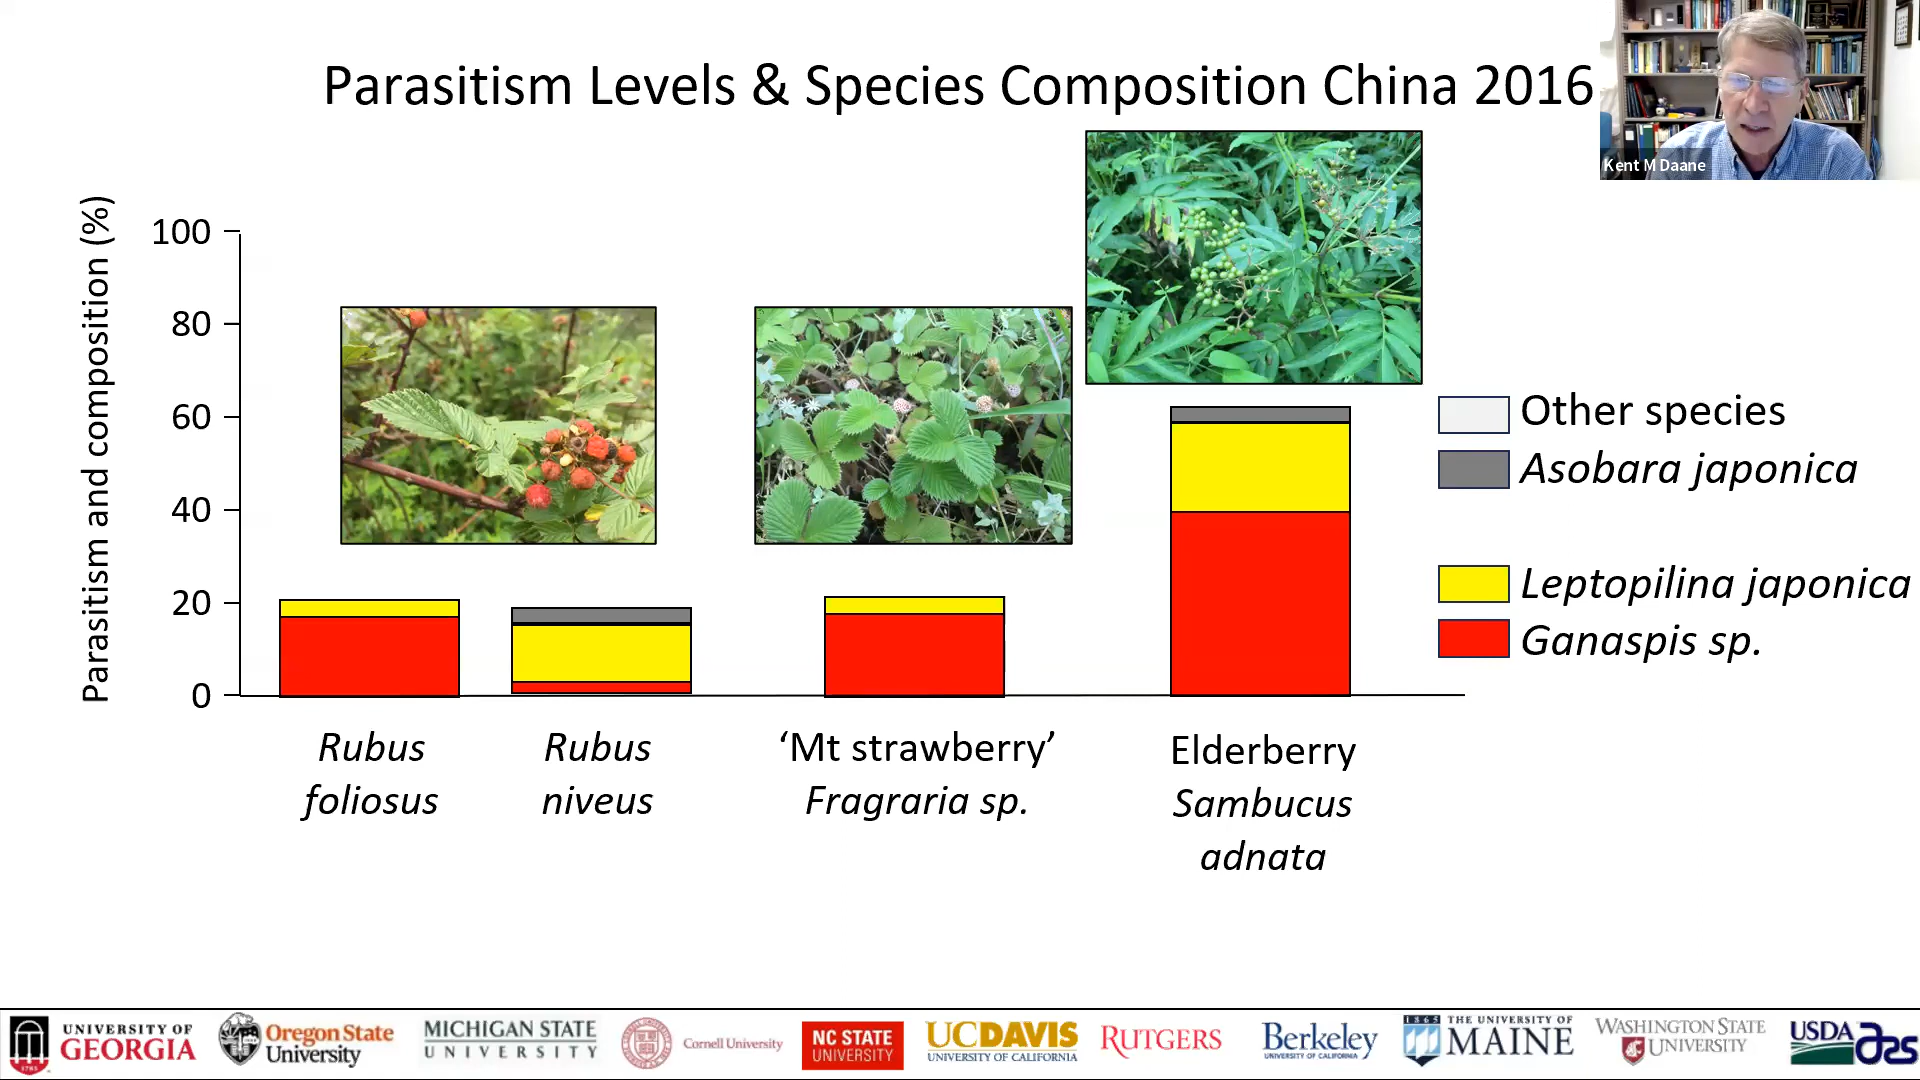 Parasitism Levels & Species Composition China 2016
Kent M Daane
Parasitism and composition (%)
100
80
60
40
20
0
Other species
Asobara japonica
Leptopilina japonica
Ganaspis sp.
Rubus
foliosus
Rubus
niveus
‘Mt strawberry’
Fragraria sp.
Elderberry
Sambucus
adnata
1785
UNIVERSITY OF
GEORGIA
Oregon State
University
MICHIGAN STATE
UNIVERSITY
Cornell University
NC STATE
UNIVERSITY
UCDAVIS
UNIVERSITY OF CALIFORNIA
RUTGERS
Berkeley
UNIVERSITY OF CALIFORNIA
1865
THE UNIVERSITY OF
MAINE
WASHINGTON STATE
UNIVERSITY
USDA
ars